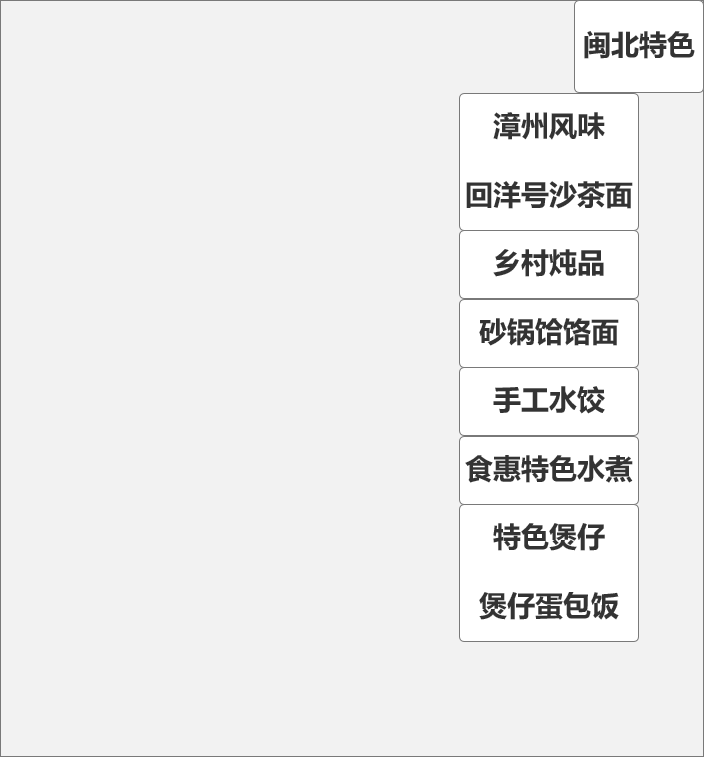 闽北特色
漳州风味
回洋号沙茶面
乡村炖品
砂锅饸饹面
手工水饺
食惠特色水煮
特色煲仔
煲仔蛋包饭